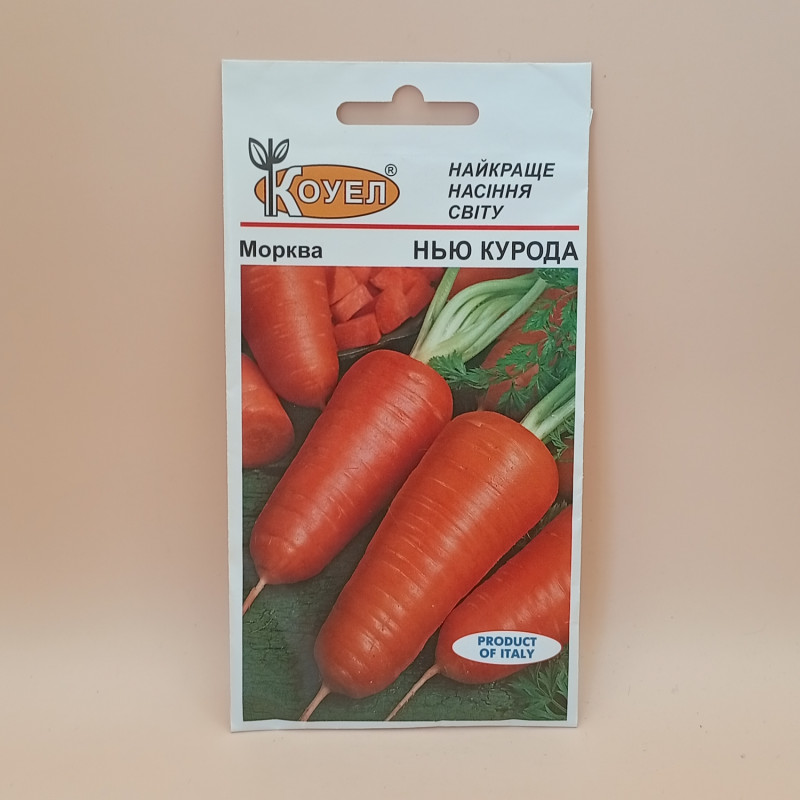 КОУЕЛ®
НАЙКРАЩЕ
НАСІННЯ
СВІТУ
Морква
НЬЮ КУРОДА
PRODUCT
OF ITALY